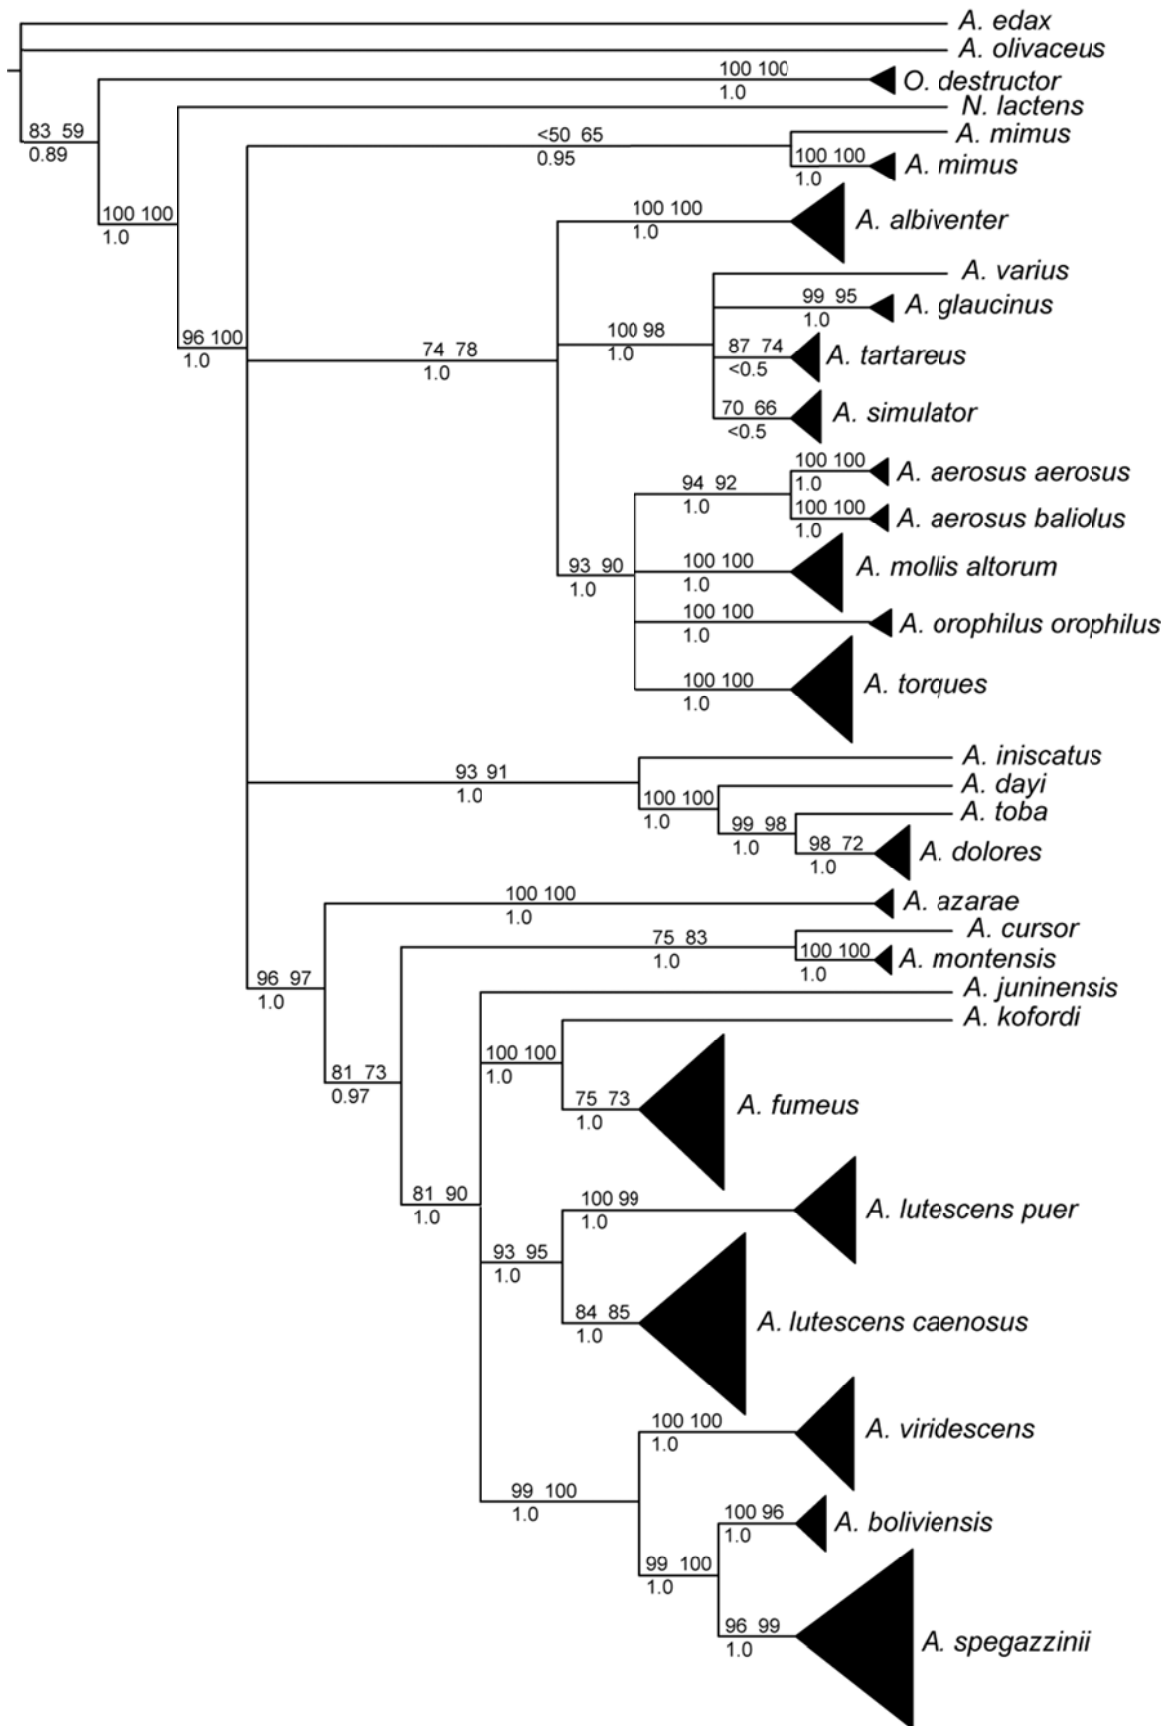 A. edax
A. olivaceus
100 100
1.0
O. destructor
N. lactens
83 59
0.89
<50 65
0.95
A. mimus
100 100
1.0
A. mimus
100 100
1.0
100 100
1.0
A. albiventer
A. varius
99 95
1.0
A. glaucinus
96 100
1.0
74 78
1.0
100 98
1.0
87 74
<0.5
A. tartareus
70 66
<0.5
A. simulator
100 100
1.0
A. aerosus aerosus
94 92
1.0
100 100
1.0
A. aerosus baliolus
93 90
1.0
100 100
1.0
A. mollis altorum
100 100
1.0
A. orophilus orophilus
100 100
1.0
A. torques
A. iniscatus
93 91
1.0
A. dayi
100 100
1.0
A. toba
99 98
1.0
98 72
1.0
A. dolores
100 100
1.0
A. azarae
A. cursor
75 83
1.0
100 100
1.0
A. montensis
96 97
1.0
A. juninensis
A. kofordi
100 100
1.0
81 73
0.97
75 73
1.0
A. fumeus
81 90
1.0
100 99
1.0
A. lutescens puer
93 95
1.0
84 85
1.0
A. lutescens caenosus
100 100
1.0
A. viridescens
99 100
1.0
100 96
1.0
A. boliviensis
99 100
1.0
96 99
1.0
A. spegazzinii